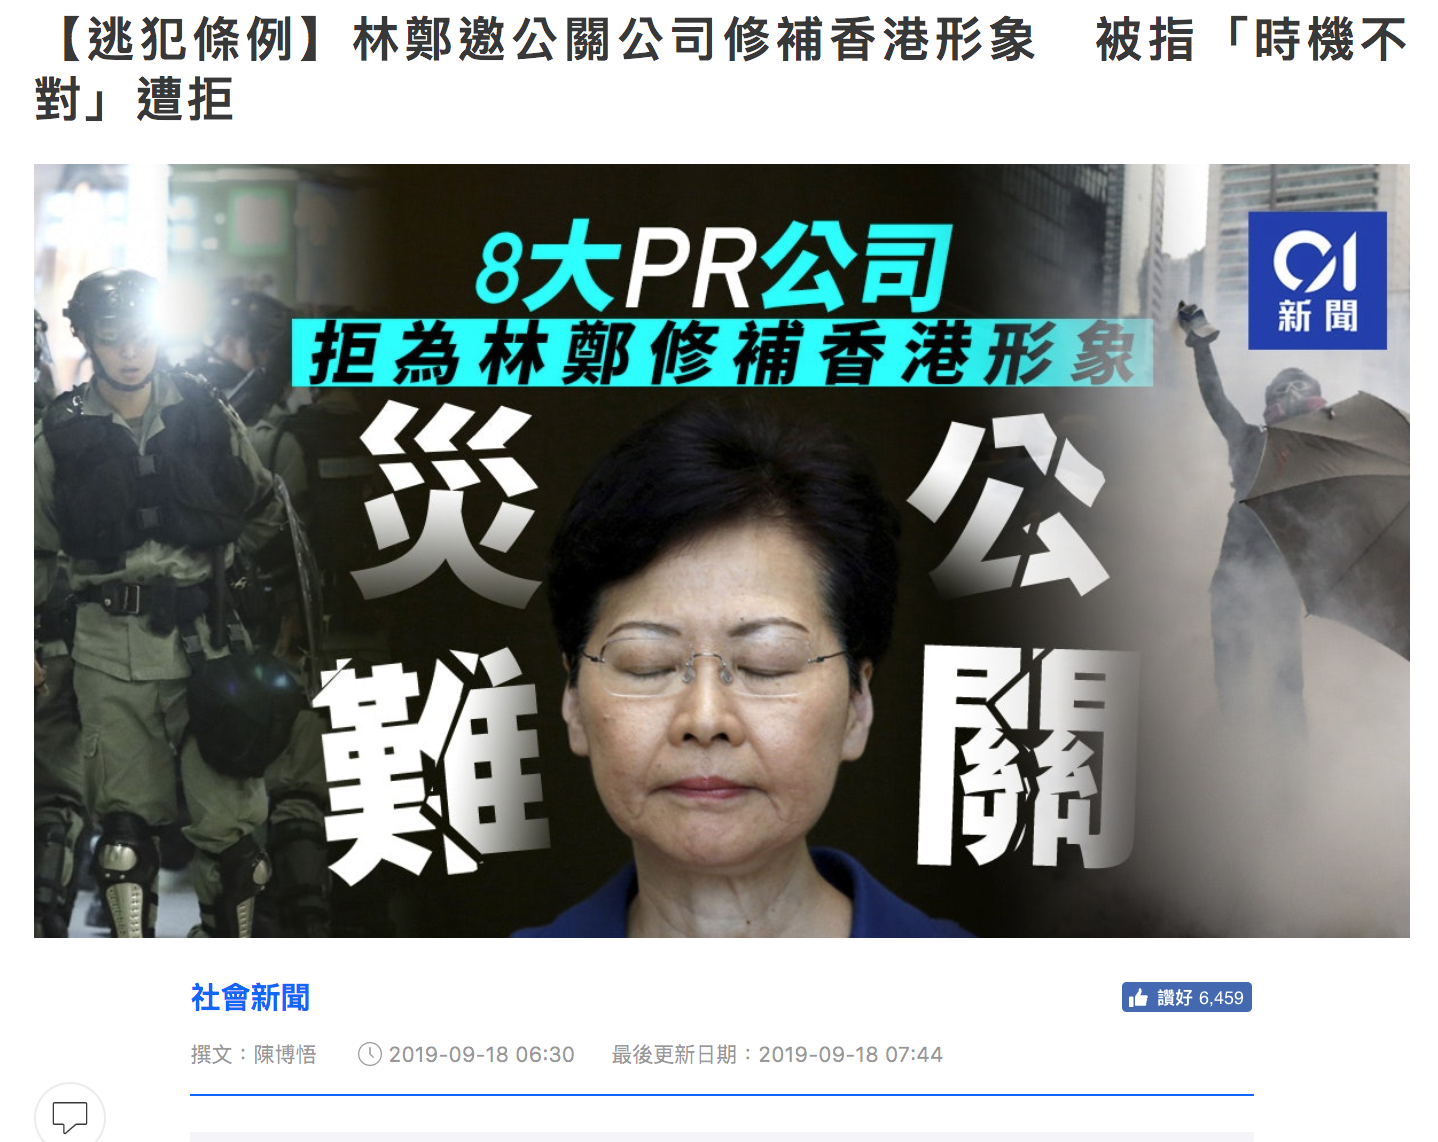 【逃犯條例】林鄭邀公關公司修補香港形象　被指「時機不
對」遭拒
8大PR公司
拒為林鄭修補香港形象
01
新聞
災 公
難 關
社會新聞
讚好 6,459
撰文：陳博悟 2019-09-18 06:30 最後更新日期：2019-09-18 07:44